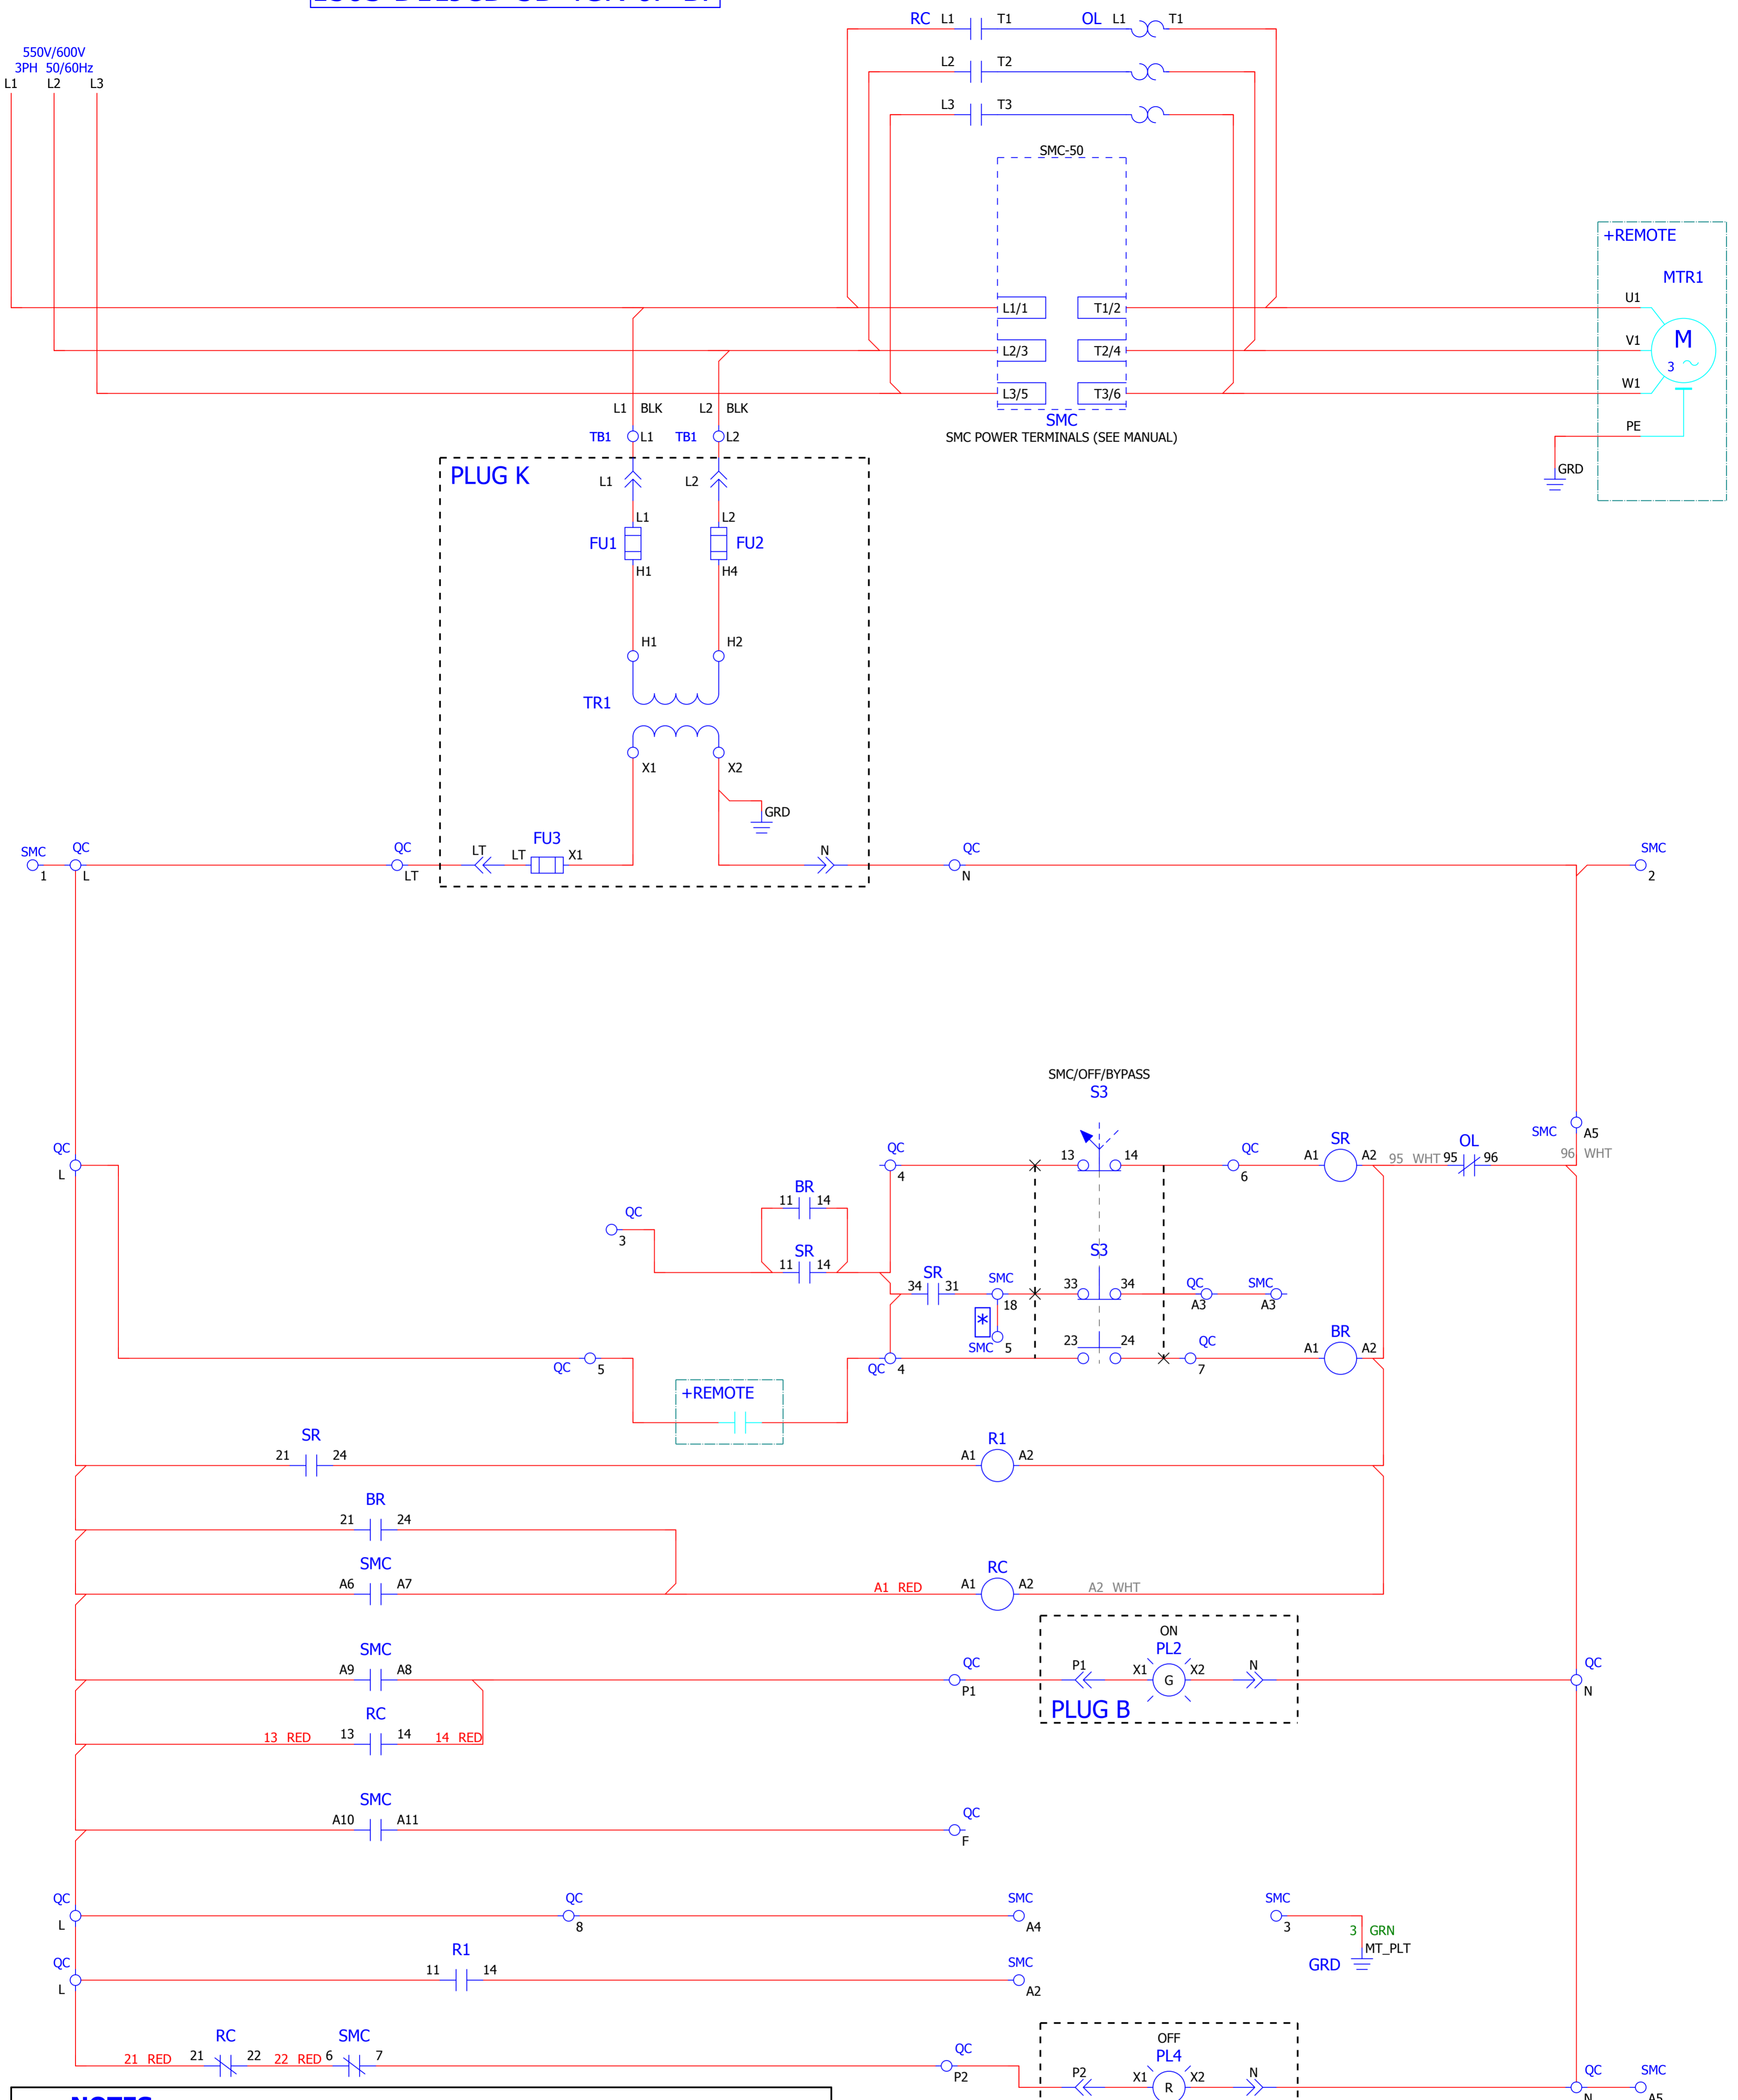 RC L1 T1 OL L1 T1
550V/600V
3PH 50/60Hz
L1 L2 L3
L2 T2
L3 T3
SMC-50
+REMOTE
MTR1
L1/1 T1/2 U1
L2/3 T2/4 V1 M
3
L3/5 T3/6 W1
L1 BLK L2 BLK
SMC
PE
TB1 L1 TB1 L2
SMC POWER TERMINALS (SEE MANUAL)
PLUG K
L1 L2
GRD
L1 L2
FU1 FU2
H1 H4
H1 H2
TR1
X1 X2
GRD
FU3
SMC QC QC LT LT X1 N QC SMC
1 L LT N 2
SMC/OFF/BYPASS
S3
SMC A5
QC QC 13 14 QC SR OL
A1 A2 95 WHT 95 96 96 WHT
L 4 6
BR
11 14
QC
3
SR S3
11 14
SR
34 31 SMC 33 34 QC SMC
18 A3 A3
*
SMC 5 23 24 QC BR
A1 A2
QC 5 QC 4 7
+REMOTE
SR R1
21 24 A1 A2
BR
21 24
SMC RC
A6 A7 A1 RED A1 A2 A2 WHT
ON
SMC PL2
A9 A8 QC P1 X1 X2 N QC
G
P1 N
PLUG B
RC
13 RED 13 14 14 RED
SMC
A10 A11 QC
F
QC QC SMC SMC
L 8 A4 3
3 GRN
MT_PLT
R1 GRD
QC 11 14 SMC
L A2
RC SMC OFF
21 RED 21 22 22 RED 6 7 QC PL4
P2 P2 X1 X2 N QC SMC
R
N A5
NOTES